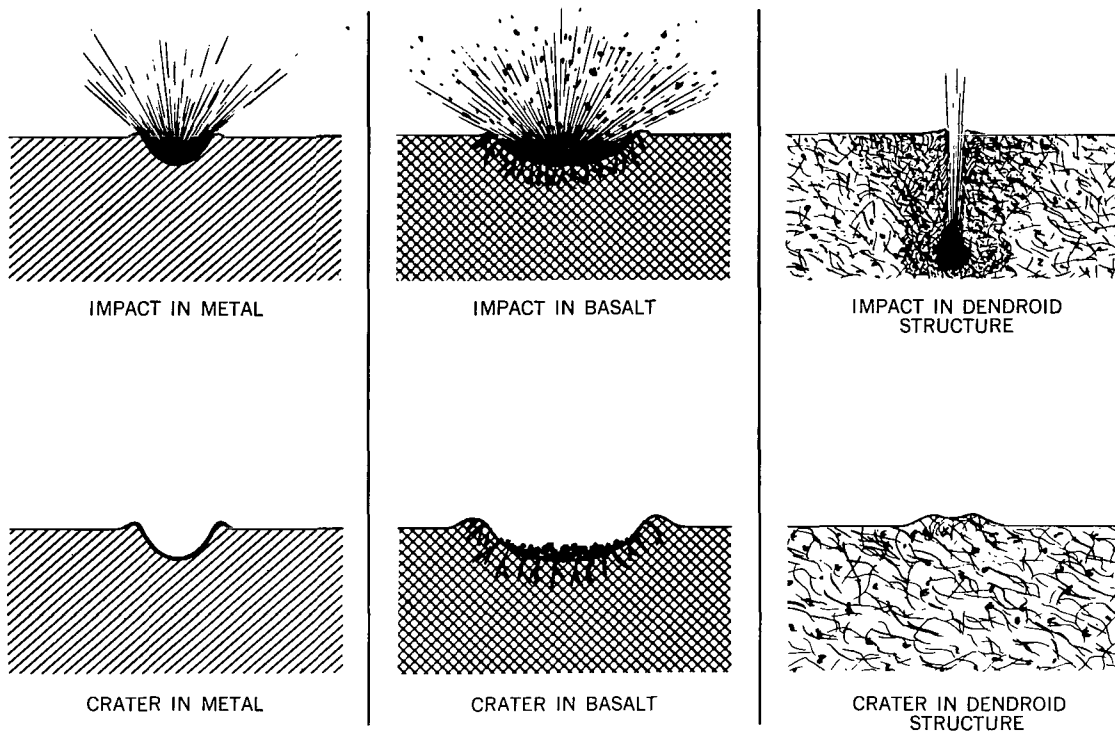 IMPACT IN METAL
IMPACT IN BASALT
IMPACT IN DENDROID
STRUCTURE
CRATER IN METAL
CRATER IN BASALT
CRATER IN DENDROID
STRUCTURE